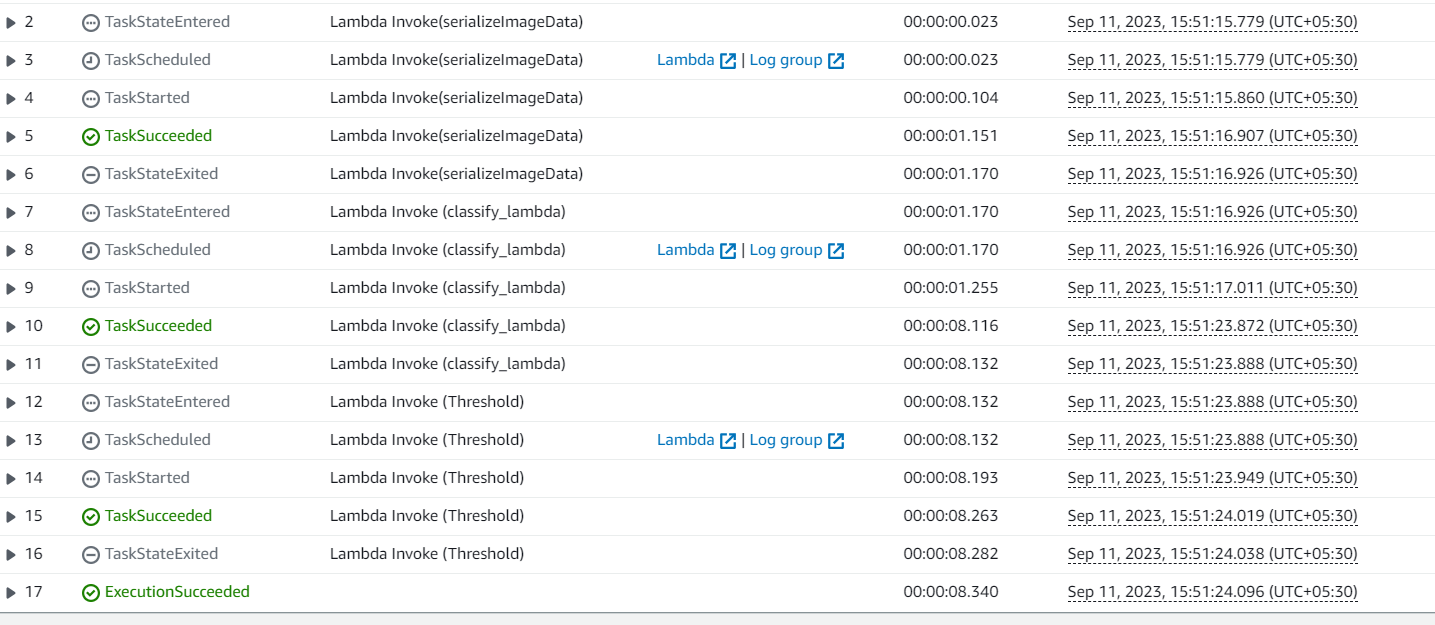 2 TaskStateEntered Lambda Invoke(serializeImageData) 00:00:00.023 Sep 11, 2023, 15:51:15.779 (UTC+05:30)
3 TaskScheduled Lambda Invoke(serializeImageData) Lambda | Log group 00:00:00.023 Sep 11, 2023, 15:51:15.779 (UTC+05:30)
4 TaskStarted Lambda Invoke(serializeImageData) 00:00:00.104 Sep 11, 2023, 15:51:15.860 (UTC+05:30)
5 TaskSucceeded Lambda Invoke(serializeImageData) 00:00:01.151 Sep 11, 2023, 15:51:16.907 (UTC+05:30)
6 TaskStateExited Lambda Invoke(serializeImageData) 00:00:01.170 Sep 11, 2023, 15:51:16.926 (UTC+05:30)
7 TaskStateEntered Lambda Invoke (classify_lambda) 00:00:01.170 Sep 11, 2023, 15:51:16.926 (UTC+05:30)
8 TaskScheduled Lambda Invoke (classify_lambda) Lambda | Log group 00:00:01.170 Sep 11, 2023, 15:51:16.926 (UTC+05:30)
9 TaskStarted Lambda Invoke (classify_lambda) 00:00:01.255 Sep 11, 2023, 15:51:17.011 (UTC+05:30)
10 TaskSucceeded Lambda Invoke (classify_lambda) 00:00:08.116 Sep 11, 2023, 15:51:23.872 (UTC+05:30)
11 TaskStateExited Lambda Invoke (classify_lambda) 00:00:08.132 Sep 11, 2023, 15:51:23.888 (UTC+05:30)
12 TaskStateEntered Lambda Invoke (Threshold) 00:00:08.132 Sep 11, 2023, 15:51:23.888 (UTC+05:30)
13 TaskScheduled Lambda Invoke (Threshold) Lambda | Log group 00:00:08.132 Sep 11, 2023, 15:51:23.888 (UTC+05:30)
14 TaskStarted Lambda Invoke (Threshold) 00:00:08.193 Sep 11, 2023, 15:51:23.949 (UTC+05:30)
15 TaskSucceeded Lambda Invoke (Threshold) 00:00:08.263 Sep 11, 2023, 15:51:24.019 (UTC+05:30)
16 TaskStateExited Lambda Invoke (Threshold) 00:00:08.282 Sep 11, 2023, 15:51:24.038 (UTC+05:30)
17 ExecutionSucceeded 00:00:08.340 Sep 11, 2023, 15:51:24.096 (UTC+05:30)